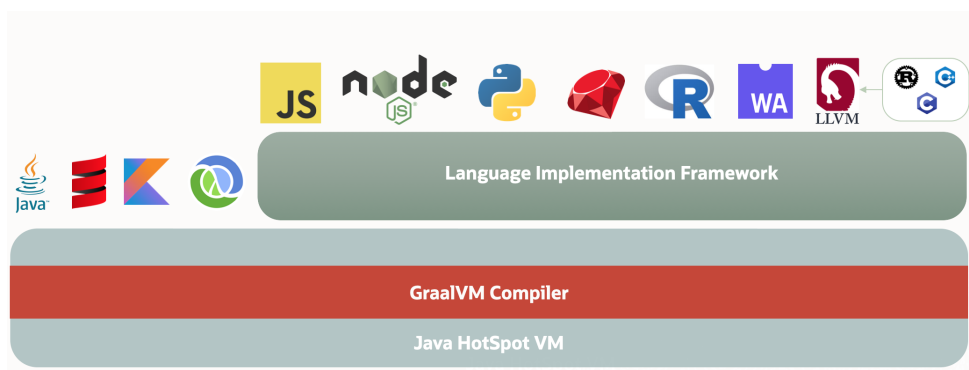 JS
node
JS
R
WA
LLVM
R
C++
C
Java
Language Implementation Framework
GraalVM Compiler
Java HotSpot VM